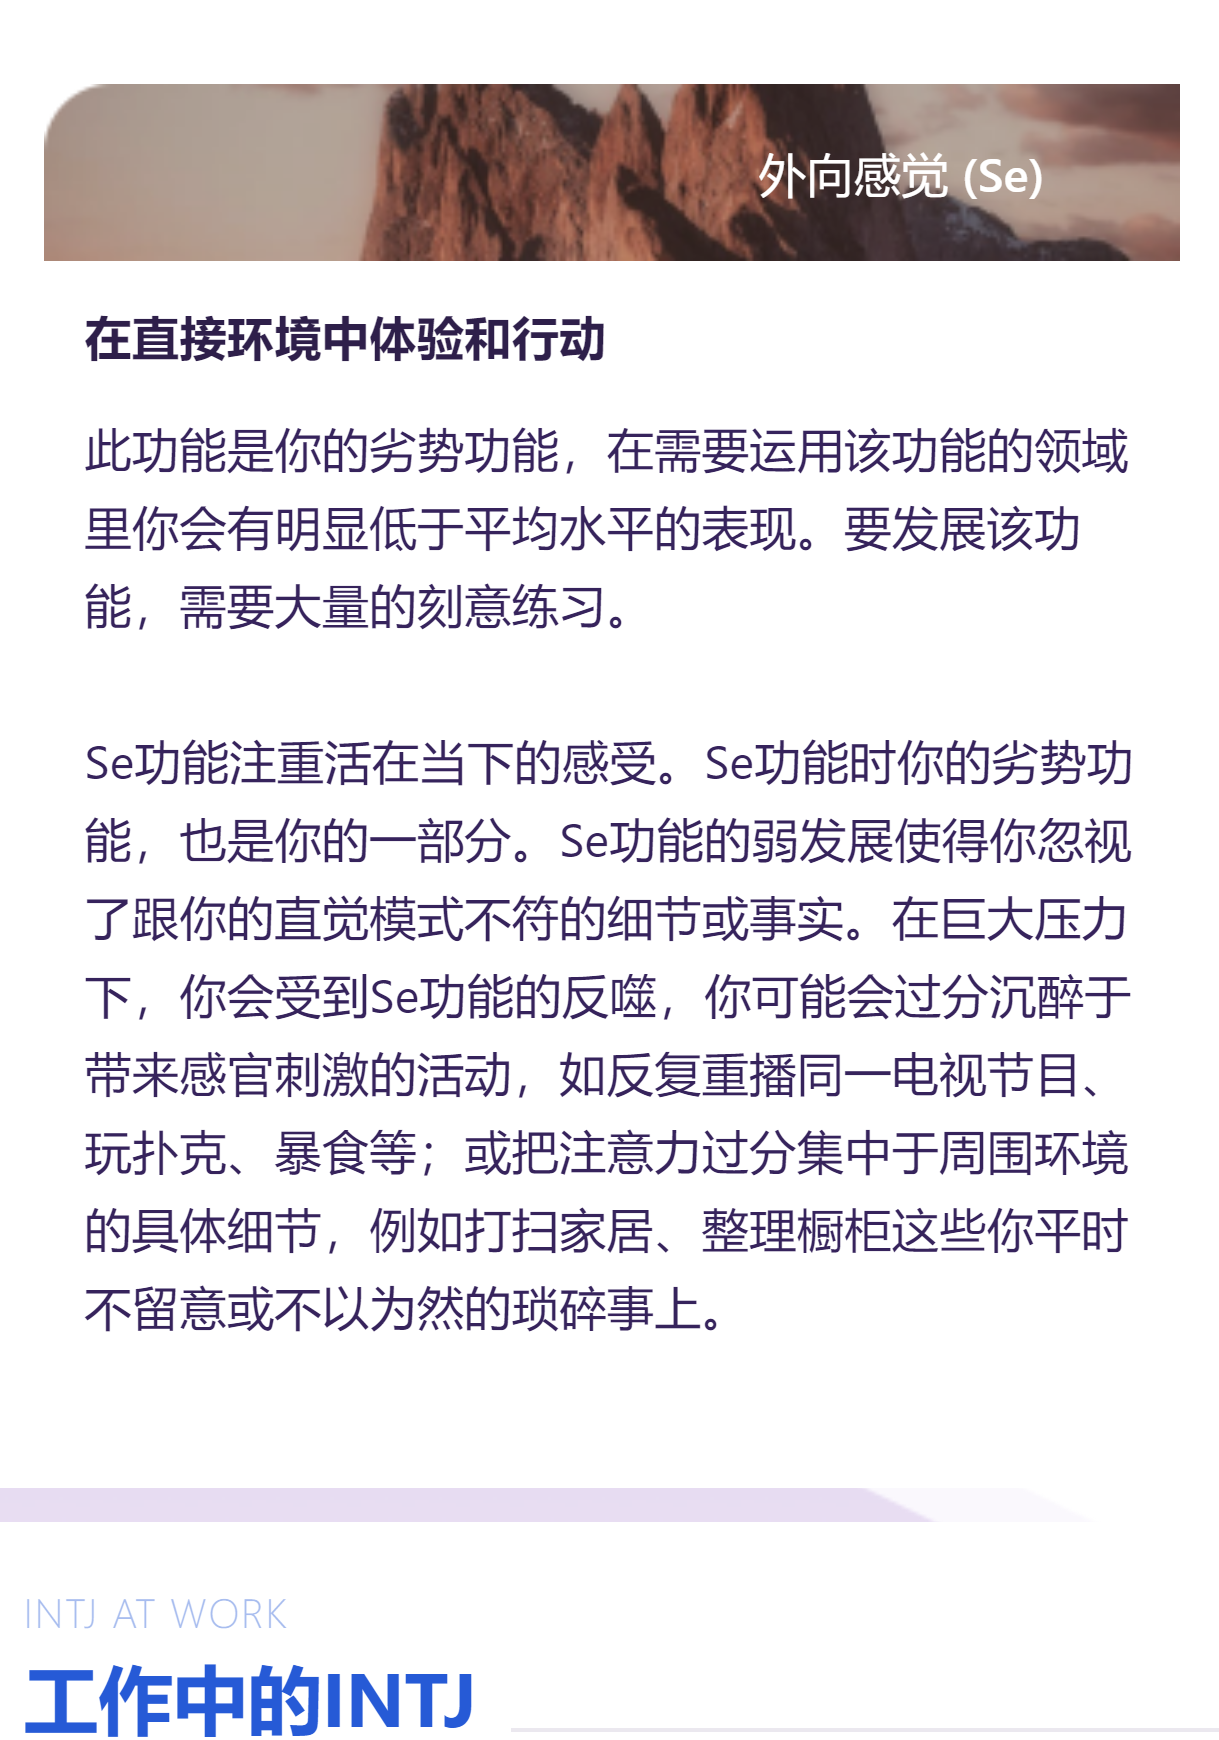 外向感觉 (Se)
在直接环境中体验和行动
此功能是你的劣势功能，在需要运用该功能的领域
里你会有明显低于平均水平的表现。要发展该功
能，需要大量的刻意练习。
Se功能注重活在当下的感受。Se功能时你的劣势功
能，也是你的一部分。Se功能的弱发展使得你忽视
了跟你的直觉模式不符的细节或事实。在巨大压力
下，你会受到Se功能的反噬，你可能会过分沉醉于
带来感官刺激的活动，如反复重播同一电视节目、
玩扑克、暴食等；或把注意力过分集中于周围环境
的具体细节，例如打扫家居、整理橱柜这些你平时
不留意或不以为然的琐碎事上。
INTJ AT WORK
工作中的INTJ